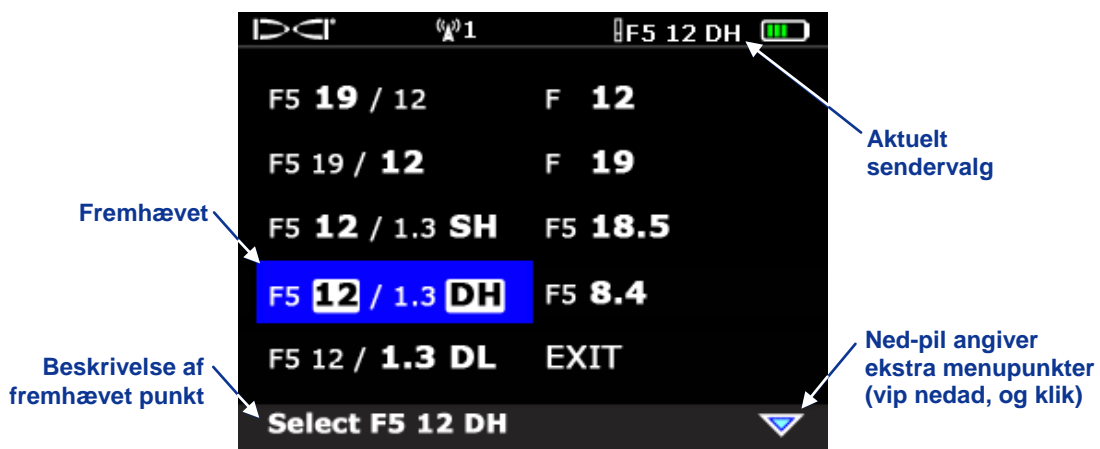 DCI 1 F5 12 DH
F5 19 / 12 F 12
F5 19 / 12 F 19
F5 12 / 1.3 SH F5 18.5
F5 12 / 1.3 DH F5 8.4
F5 12 / 1.3 DL EXIT
Select F5 12 DH
Aktuelt
sendervalg
Fremhævet
Beskrivelse af
fremhævet punkt
Ned-pil angiver
ekstra menupunkter
(vip nedad, og klik)